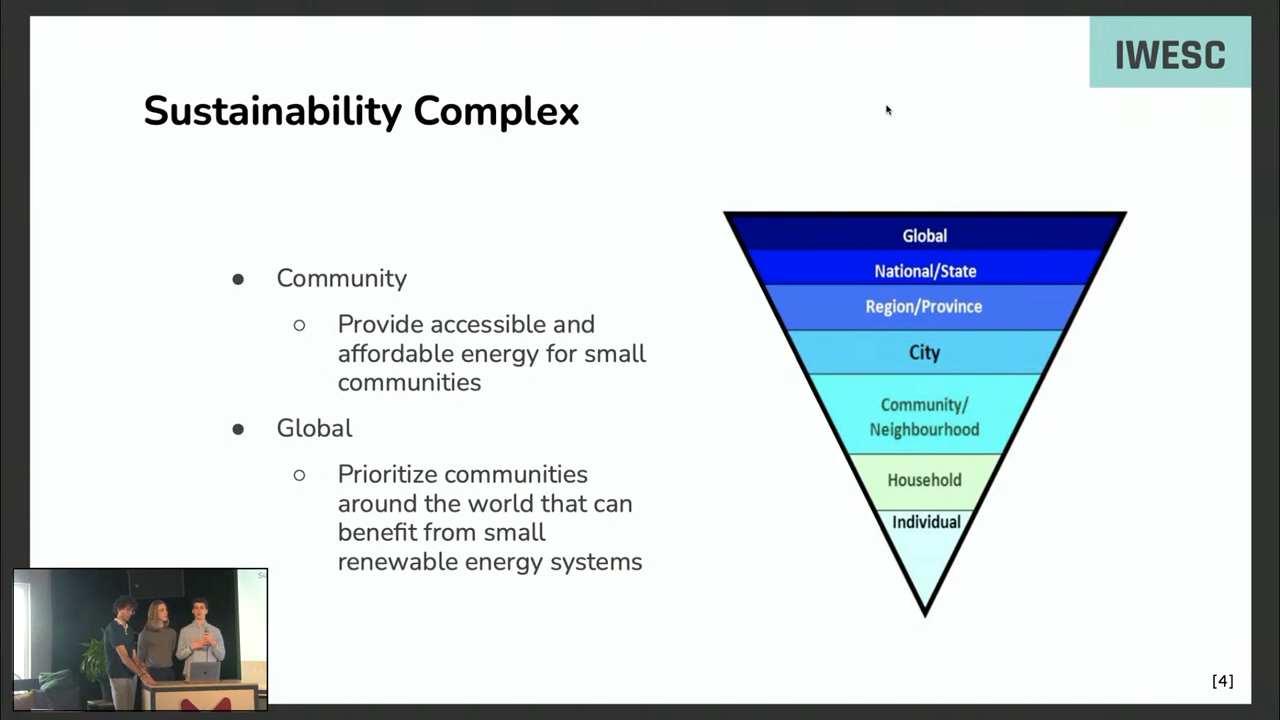 IWESC
Sustainability Complex
● Community
○ Provide accessible and
affordable energy for small
communities
● Global
○ Prioritize communities
around the world that can
benefit from small
renewable energy systems
Global
National/State
Region/Province
City
Community/
Neighbourhood
Household
Individual
[4]